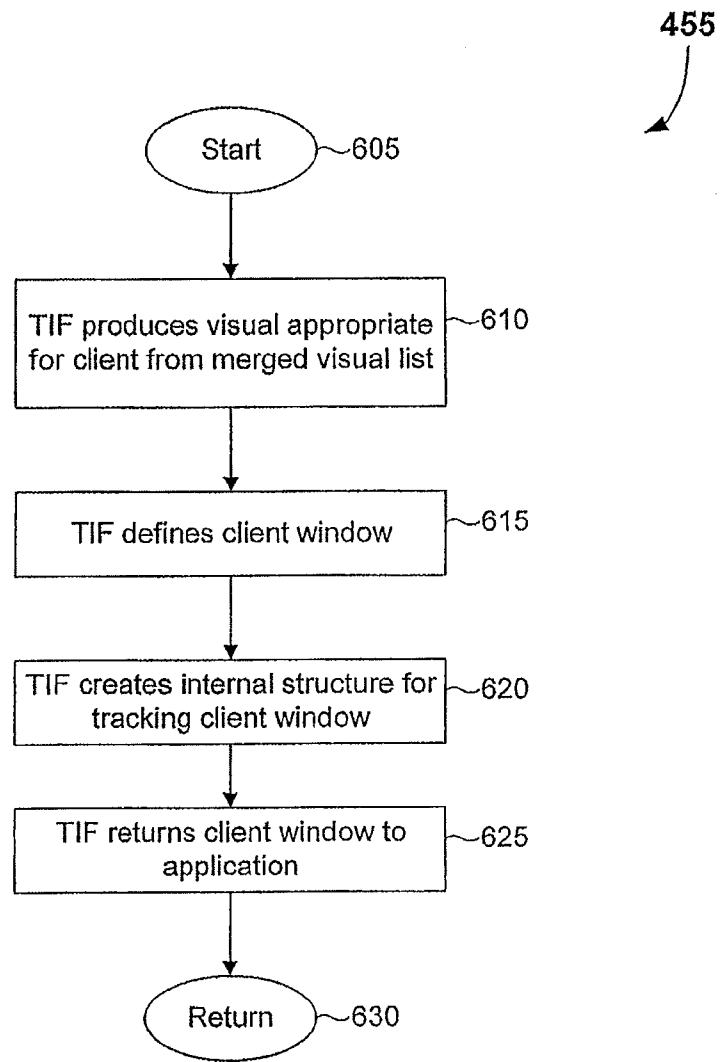 455
Start
605
TIF produces visual appropriate
for client from merged visual list
610
TIF defines client window
615
TIF creates internal structure for
tracking client window
620
TIF returns client window to
application
625
Return
630